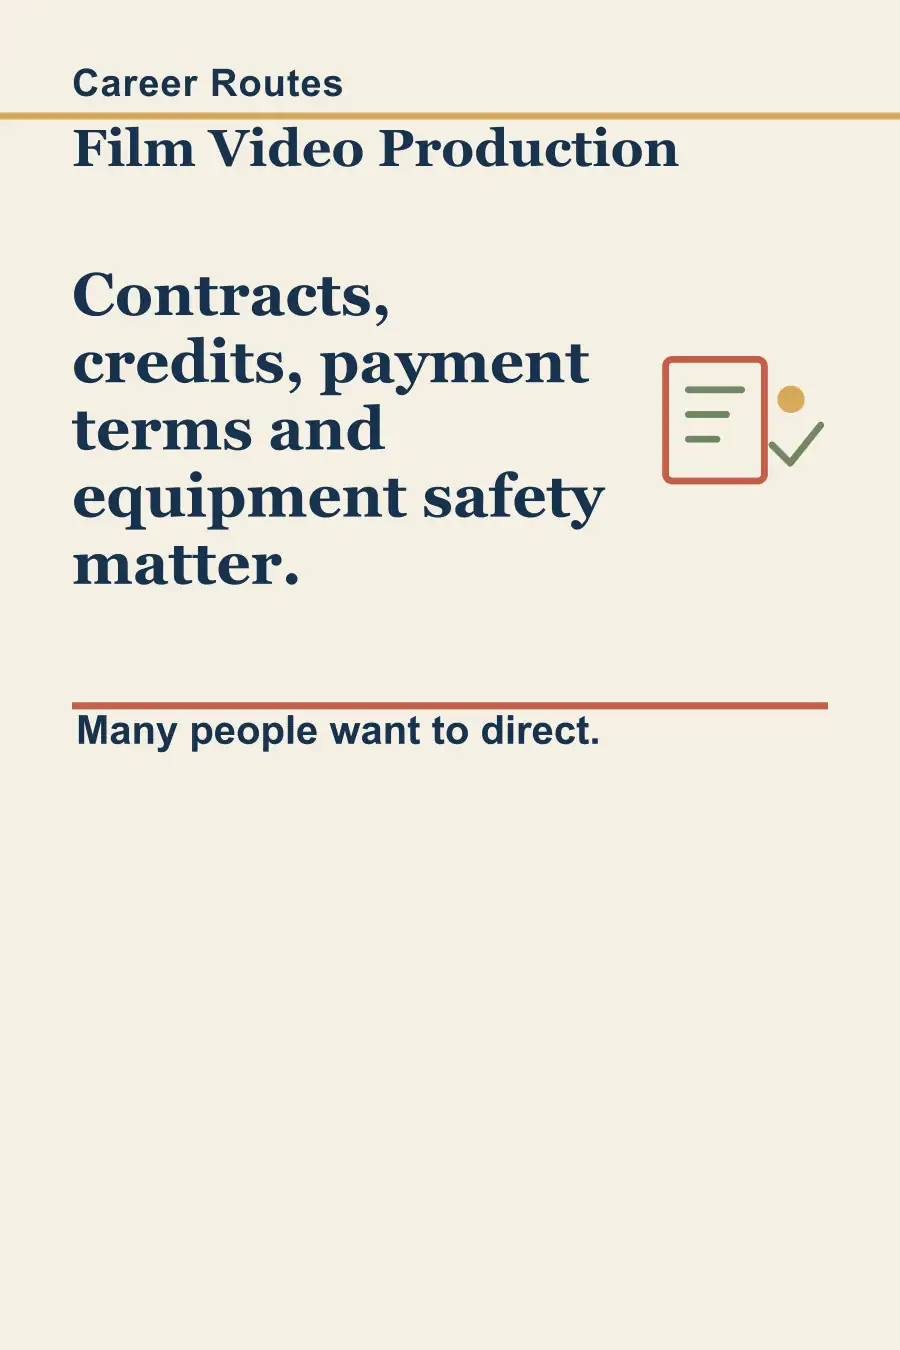 Career Routes
Film Video Production
Contracts,
credits, payment
terms and
equipment safety
matter.
Many people want to direct.